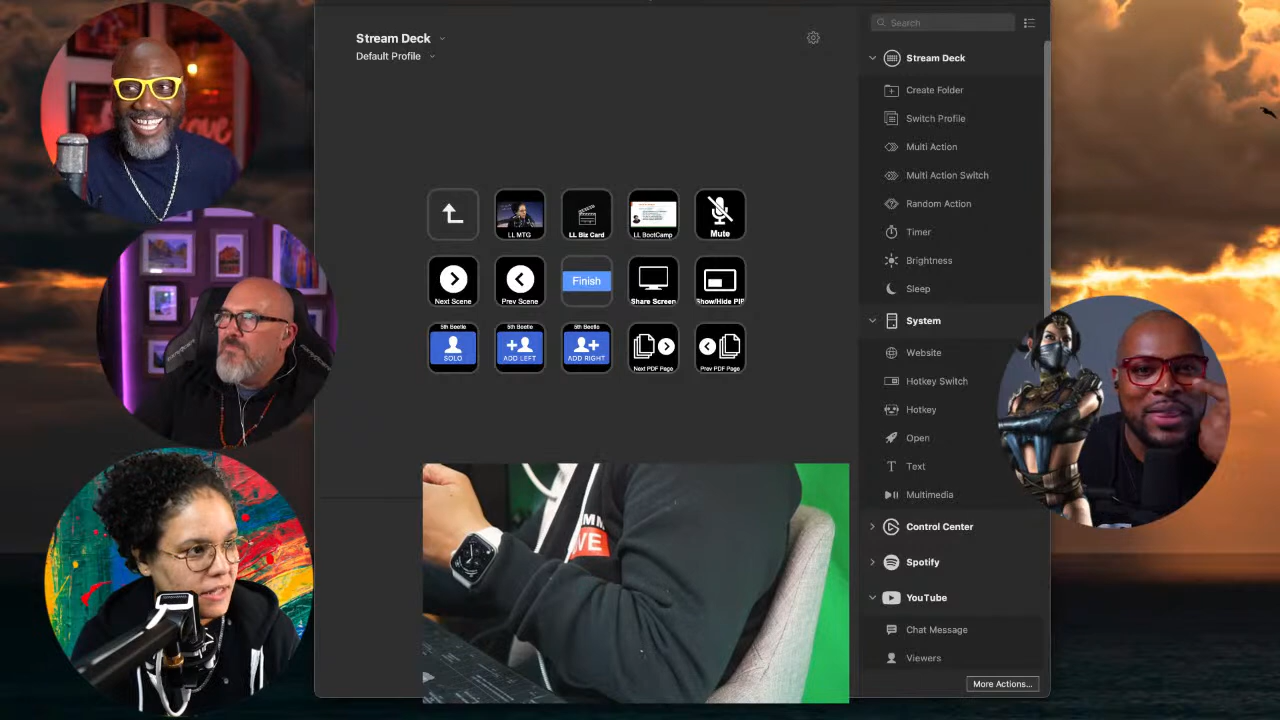 Stream Deck
Default Profile
LL MTG
LL Biz Card
LL BootCamp
Mute
Next Scene
Prev Scene
Finish
Share Screen
Show/Hide PIP
5th Beetle
SOLO
5th Beetle
ADD LEFT
5th Beetle
ADD RIGHT
Next PDF Page
Prev PDF Page
Search
Stream Deck
Create Folder
Switch Profile
Multi Action
Multi Action Switch
Random Action
Timer
Brightness
Sleep
System
Website
Hotkey Switch
Hotkey
Open
Text
Multimedia
Control Center
Spotify
YouTube
Chat Message
Viewers
More Actions...